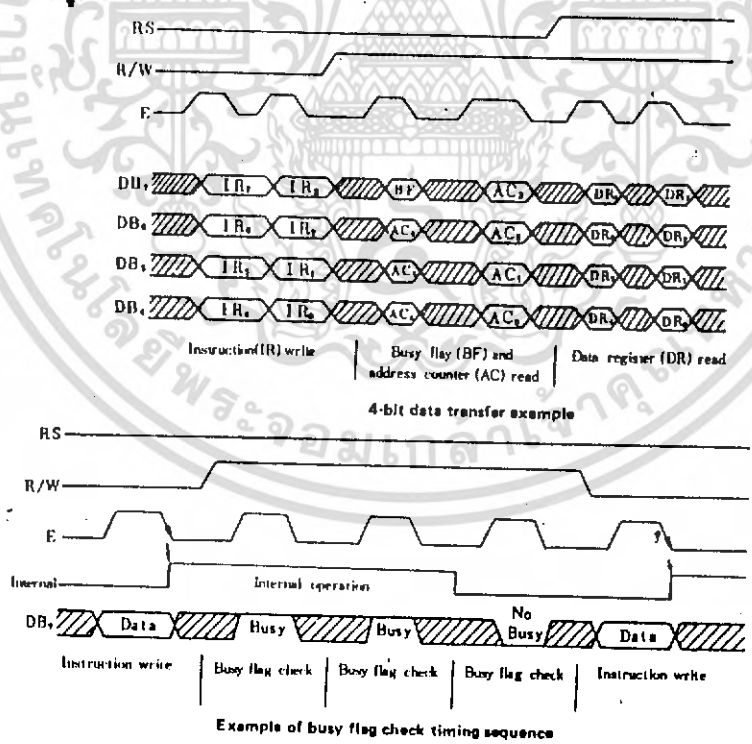 RS
R/W
E
DB₇ IR₇ IR₃ BF AC₃ DR₇ DR₃
DB₆ IR₆ IR₂ AC₆ AC₂ DR₆ DR₂
DB₅ IR₅ IR₁ AC₅ AC₁ DR₅ DR₁
DB₄ IR₄ IR₀ AC₄ AC₀ DR₄ DR₀
Instruction(IR) write Busy flay (BF) and Data register (DR) read
address counter (AC) read
4-bit data transfer example
RS
R/W
E
Internal Internal operation
No
DB₇ Data Busy Busy Busy Data
Instruction write Busy flag check Busy flag check Busy flag check Instruction write
Example of busy flag check timing sequence